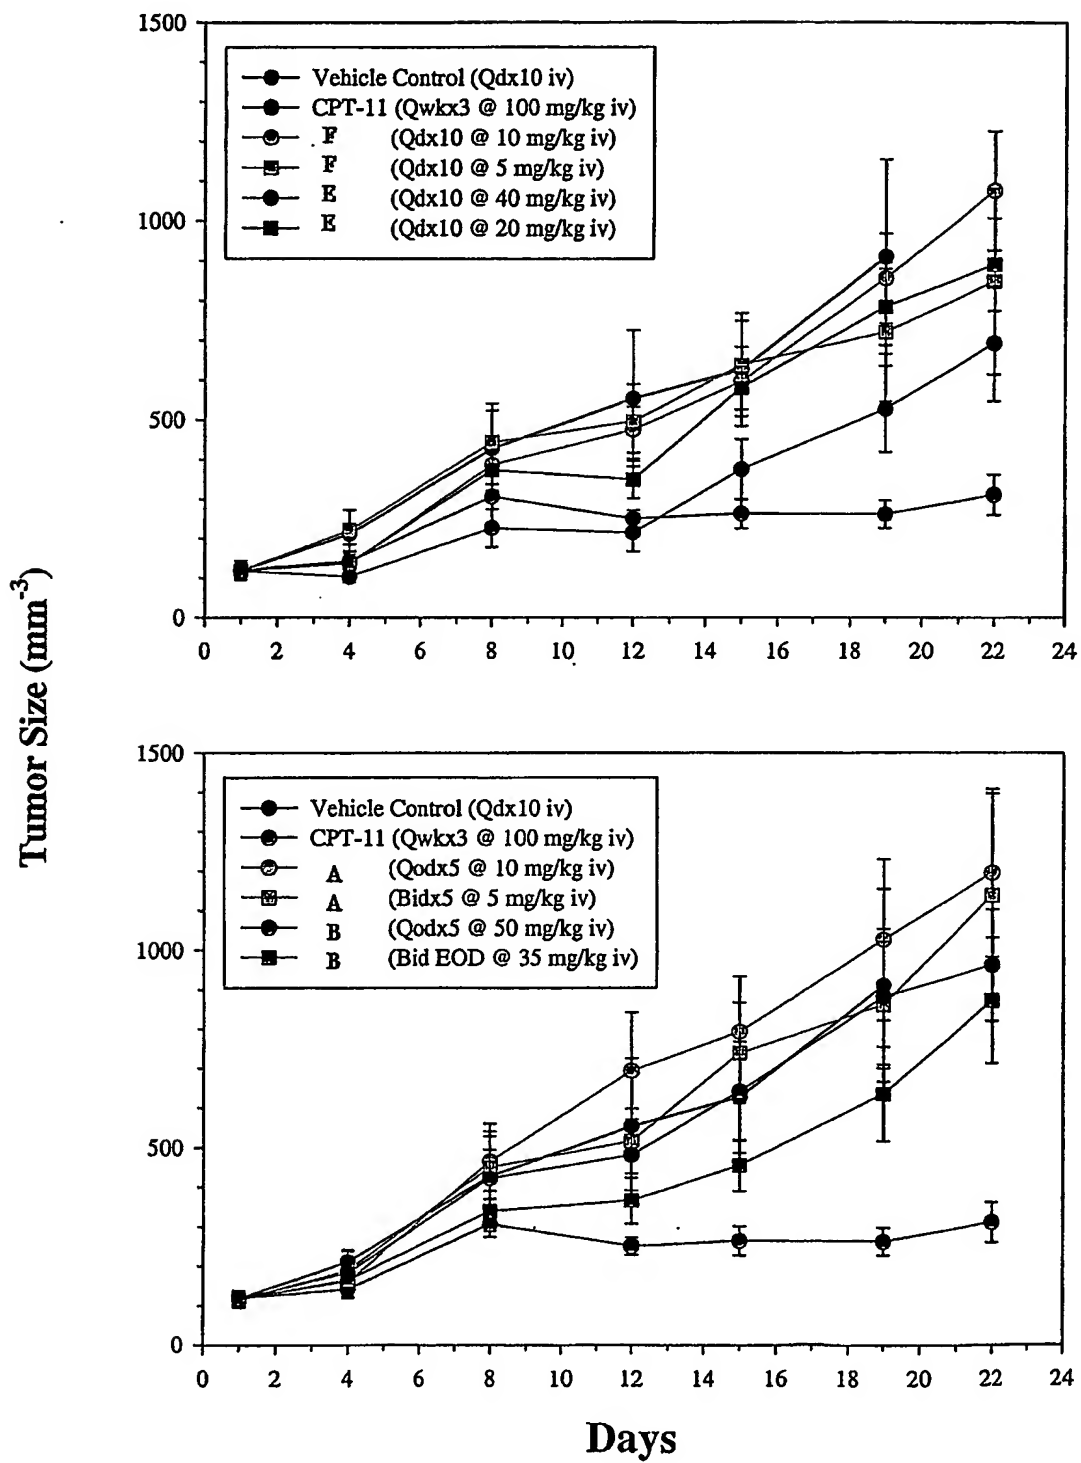 1500
Vehicle Control (Qdx10 iv)
CPT-11 (Qwkx3 @ 100 mg/kg iv)
F (Qdx10 @ 10 mg/kg iv)
F (Qdx10 @ 5 mg/kg iv)
E (Qdx10 @ 40 mg/kg iv)
E (Qdx10 @ 20 mg/kg iv)
1000
500
0
0 2 4 6 8 10 12 14 16 18 20 22 24
Tumor Size (mm-3)
1500
Vehicle Control (Qdx10 iv)
CPT-11 (Qwkx3 @ 100 mg/kg iv)
A (Qodx5 @ 10 mg/kg iv)
A (Bidx5 @ 5 mg/kg iv)
B (Qodx5 @ 50 mg/kg iv)
B (Bid EOD @ 35 mg/kg iv)
1000
500
0
0 2 4 6 8 10 12 14 16 18 20 22 24
Days